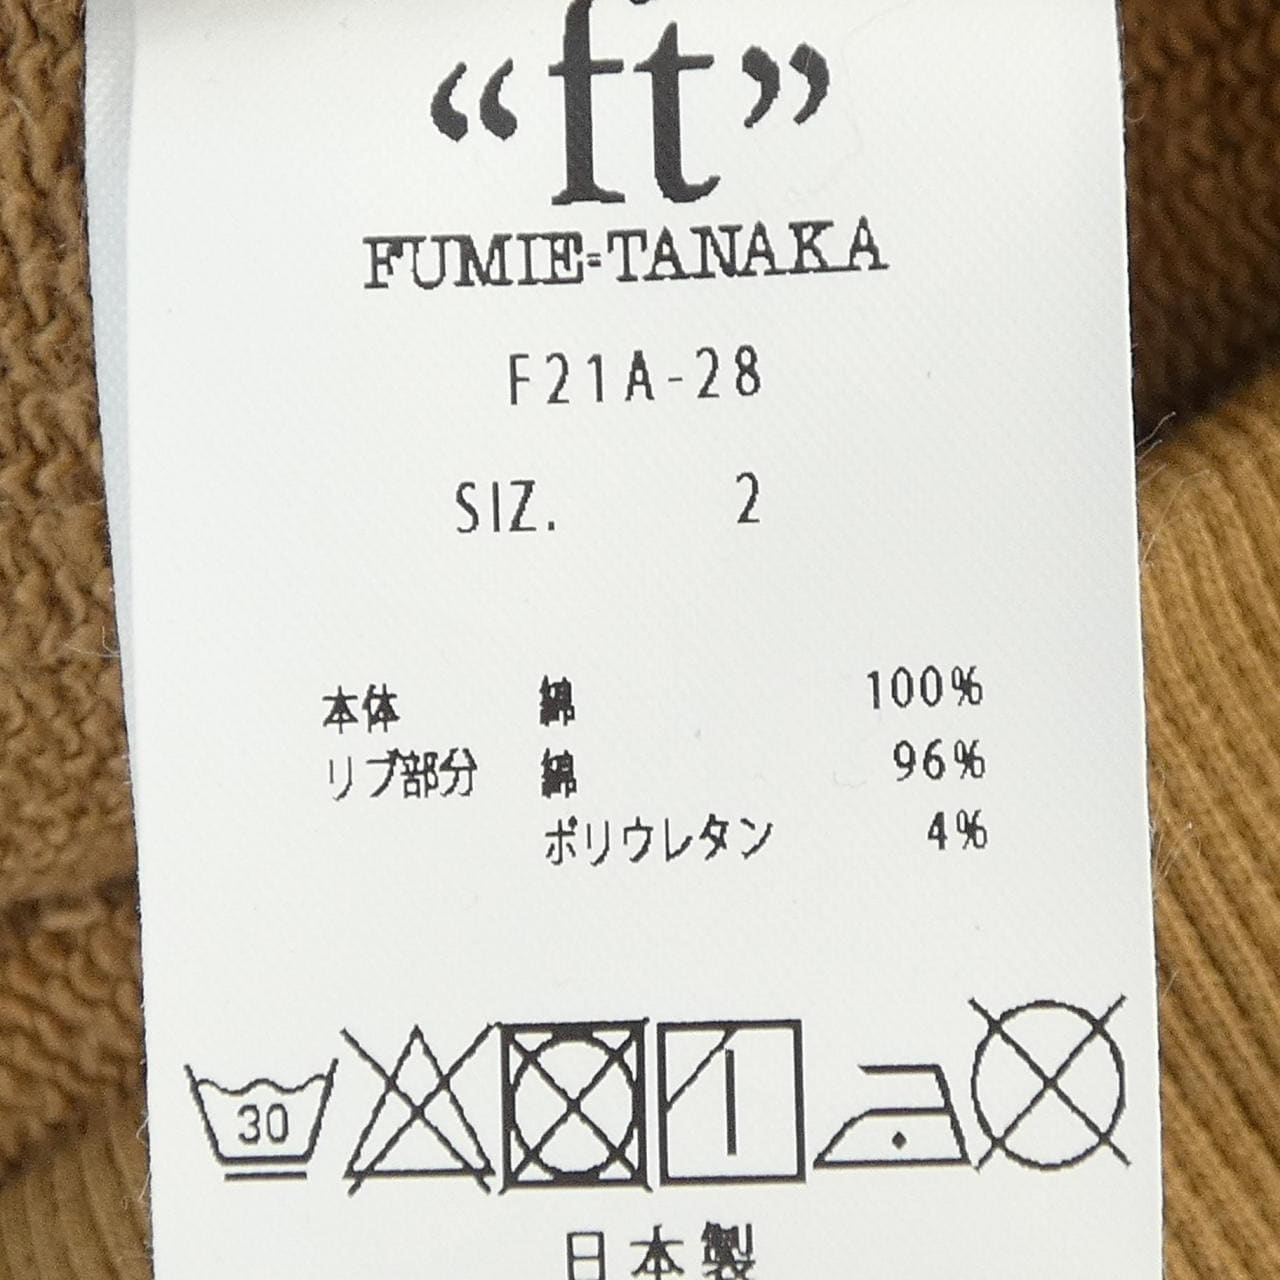 “ft”
FUMIE=TANAKA
F21A-28
SIZ. 2
本体 綿 100%
リブ部分 綿 96%
ポリウレタン 4%
30
日本製